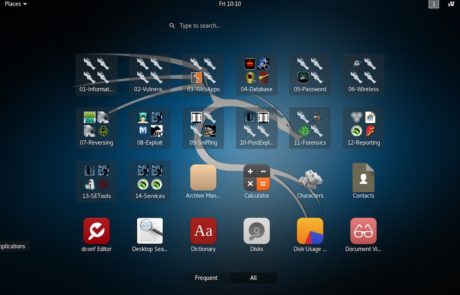 Places
Fri 10:10
1
Type to search...
01-Informat...
02-Vulnera...
03-WebApps
04-Database
05-Password
06-Wireless
07-Reversing
08-Exploit
09-Sniffing
10-PostExpl...
11-Forensics
12-Reporting
13-SETools
14-Services
Archive Man...
Calculator
Characters
Contacts
Aa
dconf Editor
Desktop Sea...
Dictionary
Disks
Disk Usage ...
Document Vi...
pplications
Frequent
All